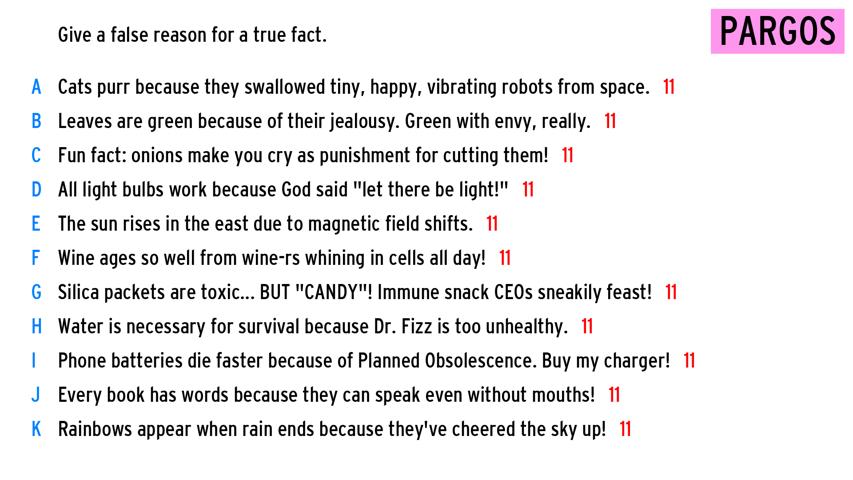 Give a false reason for a true fact.
PARGOS
A Cats purr because they swallowed tiny, happy, vibrating robots from space. 11
B Leaves are green because of their jealousy. Green with envy, really. 11
C Fun fact: onions make you cry as punishment for cutting them! 11
D All light bulbs work because God said "let there be light!" 11
E The sun rises in the east due to magnetic field shifts. 11
F Wine ages so well from wine-rs whining in cells all day! 11
G Silica packets are toxic... BUT "CANDY"! Immune snack CEOs sneakily feast! 11
H Water is necessary for survival because Dr. Fizz is too unhealthy. 11
I Phone batteries die faster because of Planned Obsolescence. Buy my charger! 11
J Every book has words because they can speak even without mouths! 11
K Rainbows appear when rain ends because they've cheered the sky up! 11